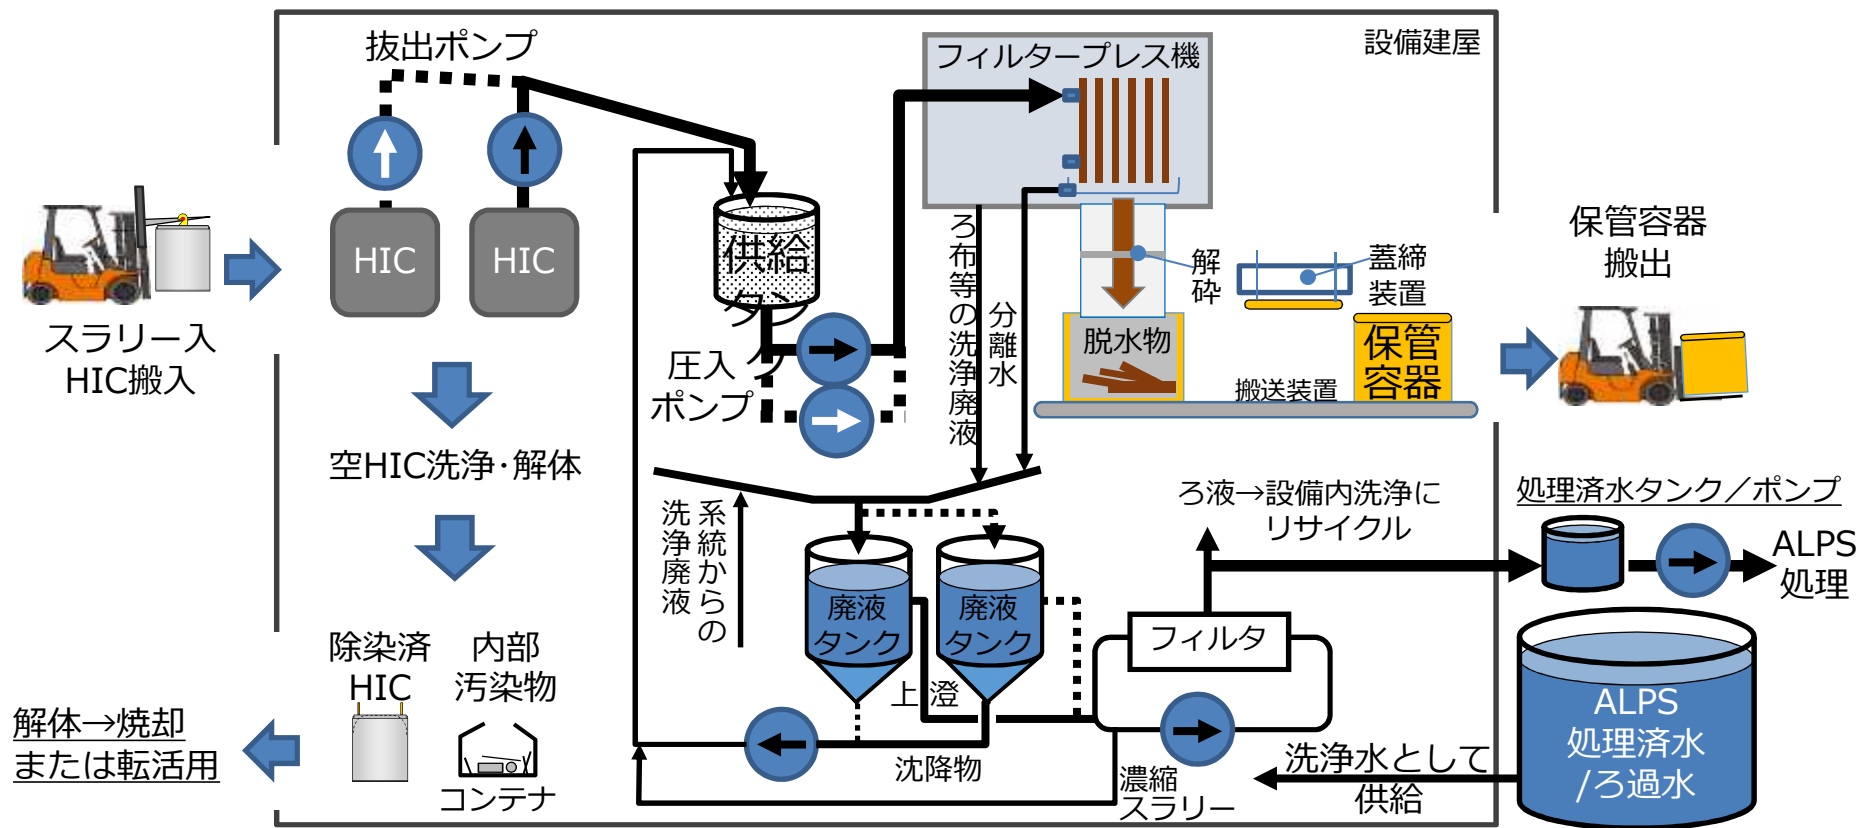 抜出ポンプ
フィルタープレス機
設備建屋
HIC
HIC
供給
タンク
スラリー入
HIC搬入
圧入
ポンプ
ろ布等の洗浄廃液
分離水
解砕
蓋締
装置
脱水物
保管
容器
搬送装置
保管容器
搬出
空HIC洗浄・解体
系統からの
洗浄廃液
ろ液→設備内洗浄に
リサイクル
処理済水タンク／ポンプ
ALPS
処理
廃液
タンク
廃液
タンク
フィルタ
上澄
沈降物
濃縮
スラリー
除染済
HIC
内部
汚染物
コンテナ
解体→焼却
または転活用
洗浄水として
供給
ALPS
処理済水
/ろ過水